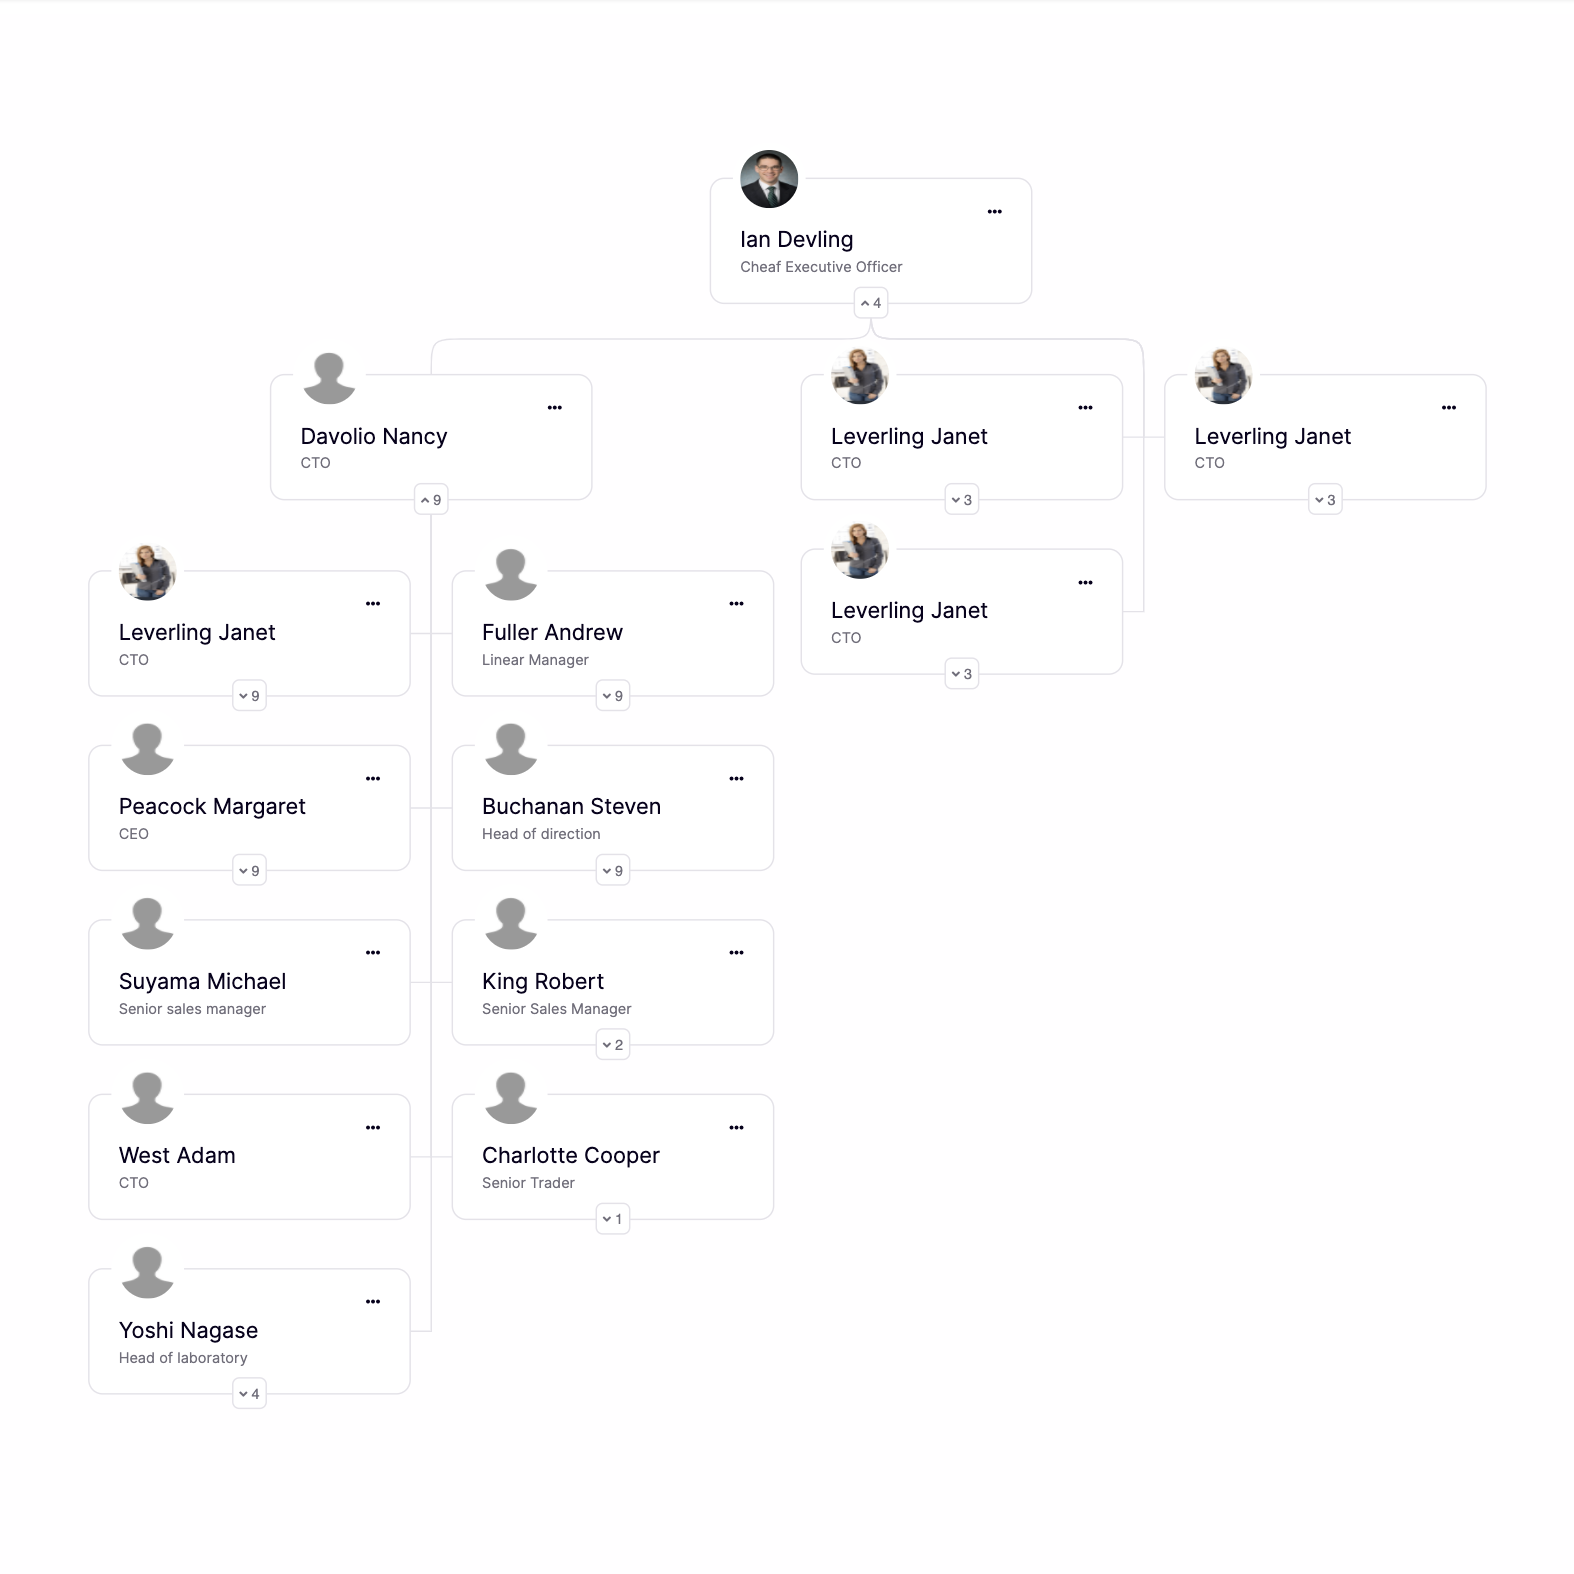 Ian Devling
Cheaf Executive Officer
4
Davolio Nancy
CTO
9
Leverling Janet
CTO
3
Leverling Janet
CTO
3
Leverling Janet
CTO
3
Leverling Janet
CTO
9
Fuller Andrew
Linear Manager
9
Peacock Margaret
CEO
9
Buchanan Steven
Head of direction
9
Suyama Michael
Senior sales manager
King Robert
Senior Sales Manager
2
West Adam
CTO
Charlotte Cooper
Senior Trader
1
Yoshi Nagase
Head of laboratory
4